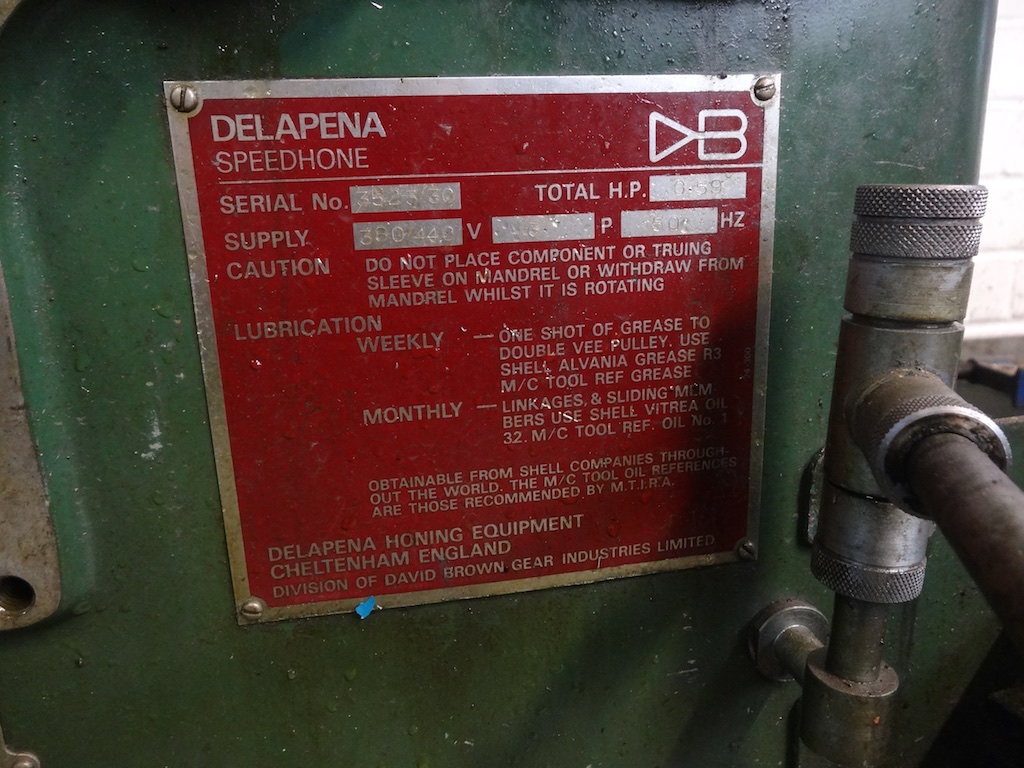 DELAPENA
SPEEDHONE
DB
SERIAL No. TOTAL H.P.
SUPPLY 380/440 V P 50 HZ
CAUTION DO NOT PLACE COMPONENT OR TRUING
SLEEVE ON MANDREL OR WITHDRAW FROM
MANDREL WHILST IT IS ROTATING
LUBRICATION
WEEKLY — ONE SHOT OF GREASE TO
DOUBLE VEE PULLEY. USE
SHELL ALVANIA GREASE R3
M/C TOOL REF GREASE
MONTHLY — LINKAGES, & SLIDING MEM-
BERS USE SHELL VITREA OIL
32. M/C TOOL REF. OIL No. 1
OBTAINABLE FROM SHELL COMPANIES THROUGH-
OUT THE WORLD. THE M/C TOOL OIL REFERENCES
ARE THOSE RECOMMENDED BY M.T.I.R.A.
DELAPENA HONING EQUIPMENT
CHELTENHAM ENGLAND
DIVISION OF DAVID BROWN GEAR INDUSTRIES LIMITED